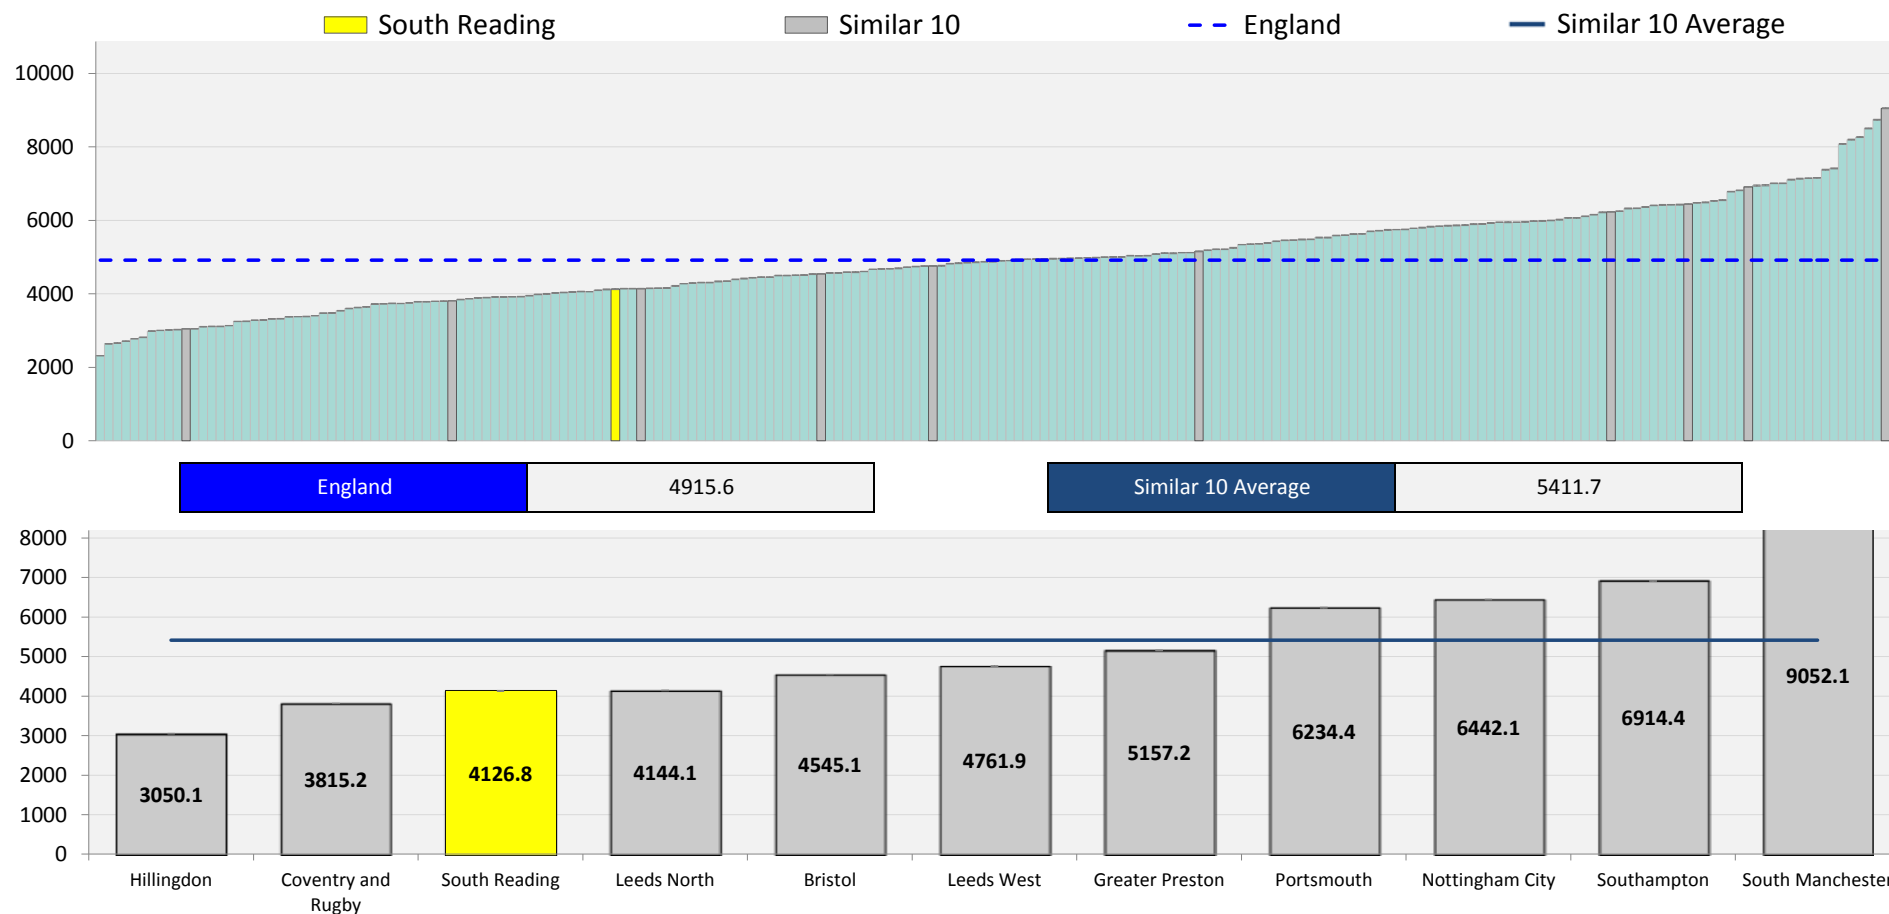 South Reading
Similar 10
England
Similar 10 Average
10000
8000
6000
4000
2000
0
England
4915.6
Similar 10 Average
5411.7
8000
7000
6000
5000
4000
3000
2000
1000
0
3050.1
3815.2
4126.8
4144.1
4545.1
4761.9
5157.2
6234.4
6442.1
6914.4
9052.1
Hillingdon
Coventry and
Rugby
South Reading
Leeds North
Bristol
Leeds West
Greater Preston
Portsmouth
Nottingham City
Southampton
South Manchester